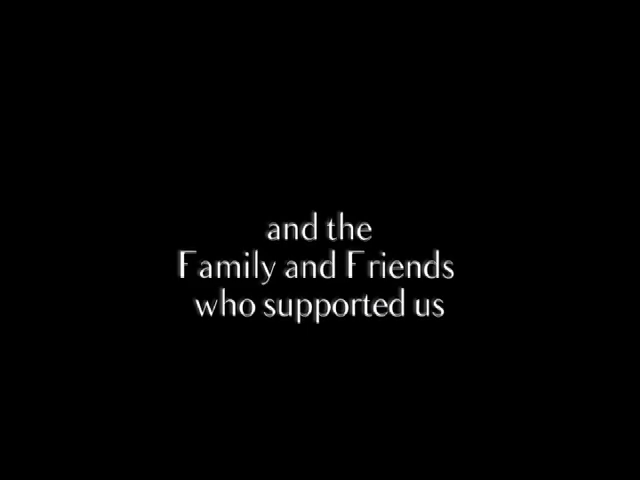 and the
Family and Friends
who supported us